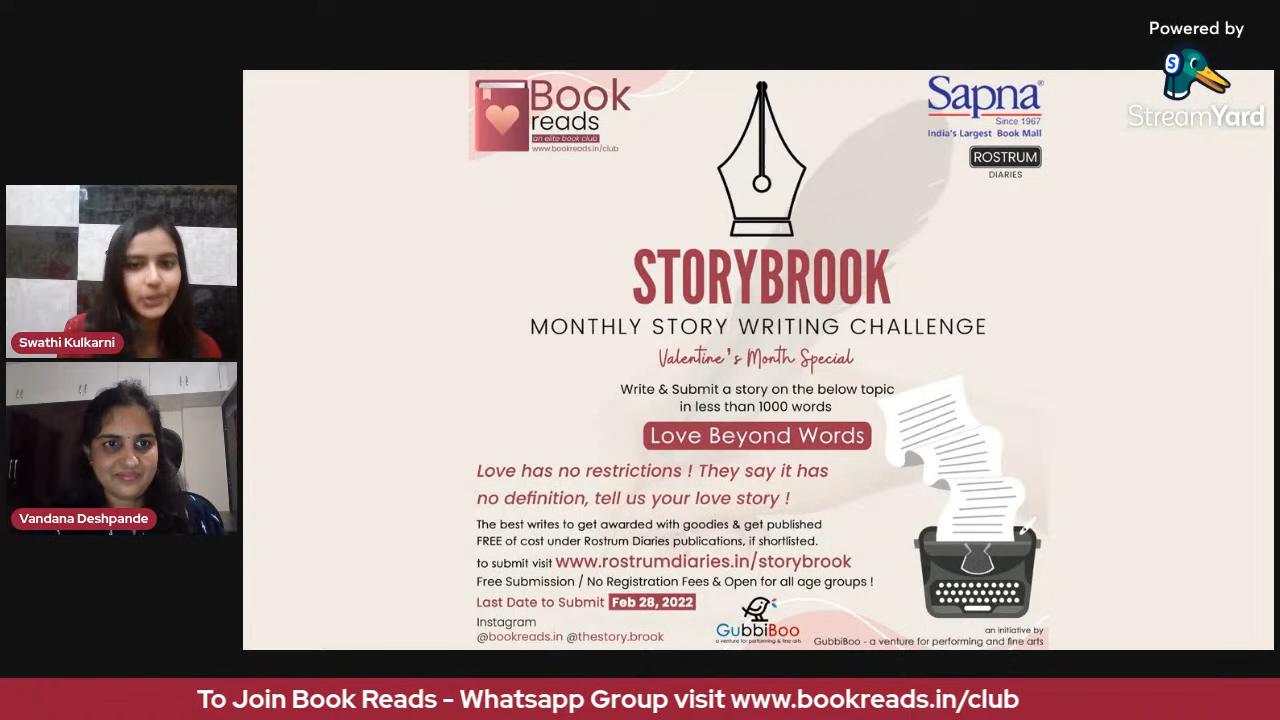 Powered by
S
StreamYard
Book
reads
an elite book club
www.bookreads.in/club
Sapna®
Since 1967
India's Largest Book Mall
ROSTRUM
DIARIES
STORYBROOK
MONTHLY STORY WRITING CHALLENGE
Valentine's Month Special
Write & Submit a story on the below topic
in less than 1000 words
Love Beyond Words
Love has no restrictions ! They say it has
no definition, tell us your love story !
The best writes to get awarded with goodies & get published
FREE of cost under Rostrum Diaries publications, if shortlisted.
to submit visit www.rostrumdiaries.in/storybrook
Free Submission / No Registration Fees & Open for all age groups !
Last Date to Submit Feb 28, 2022
Instagram
@bookreads.in @thestory.brook
GubbiBoo
a venture for performing & fine arts
an initiative by
GubbiBoo - a venture for performing and fine arts
Swathi Kulkarni
Vandana Deshpande
To Join Book Reads - Whatsapp Group visit www.bookreads.in/club